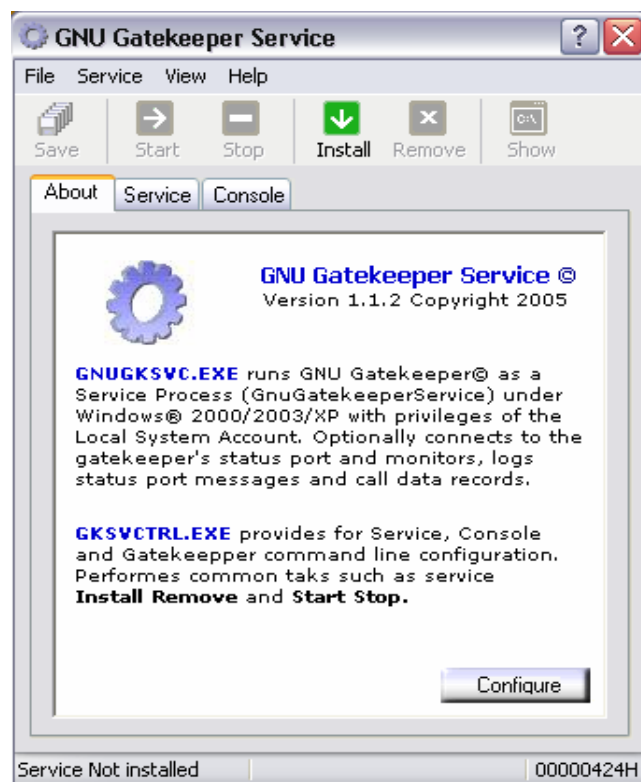 GNU Gatekeeper Service
File Service View Help
Save Start Stop Install Remove Show
About Service Console
GNU Gatekeeper Service ©
Version 1.1.2 Copyright 2005
GNUGKSVC.EXE runs GNU Gatekeeper© as a
Service Process (GnuGatekeeperService) under
Windows® 2000/2003/XP with privileges of the
Local System Account. Optionally connects to the
gatekeeper's status port and monitors, logs
status port messages and call data records.
GKSVCTRL.EXE provides for Service, Console
and Gatekeepper command line configuration.
Performes common taks such as service
Install Remove and Start Stop.
Configure
Service Not installed 00000424H